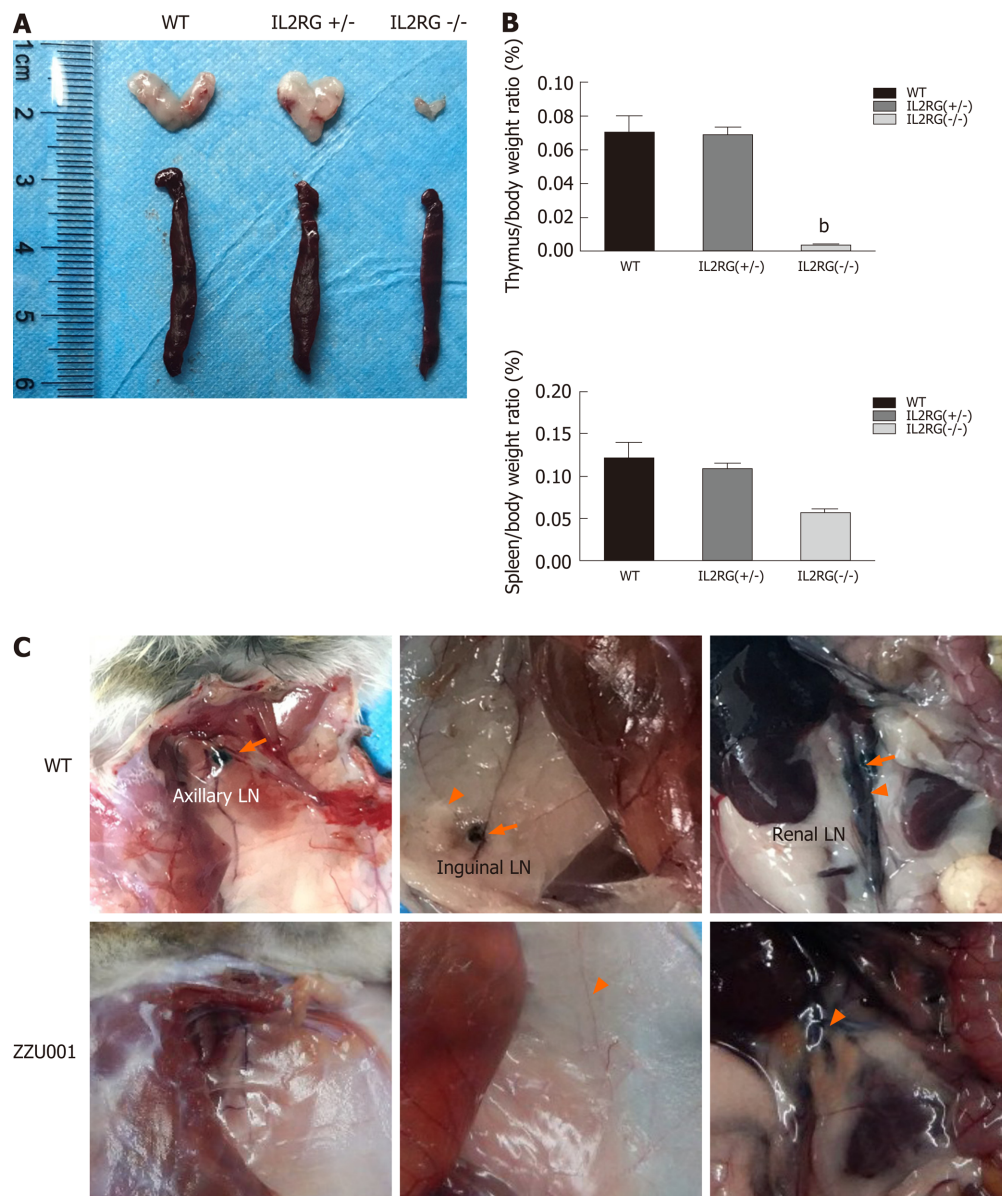 A
WT IL2RG +/- IL2RG -/-
1
cm
2
3
4
5
6
B
Thymus/body weight ratio (%)
0.10
0.08
0.06
0.04
0.02
0.00
b
WT IL2RG(+/-) IL2RG(-/-)
WT
IL2RG(+/-)
IL2RG(-/-)
Spleen/body weight ratio (%)
0.20
0.15
0.10
0.05
0.00
WT IL2RG(+/-) IL2RG(-/-)
WT
IL2RG(+/-)
IL2RG(-/-)
C
WT
Axillary LN
Inguinal LN
Renal LN
ZZU001